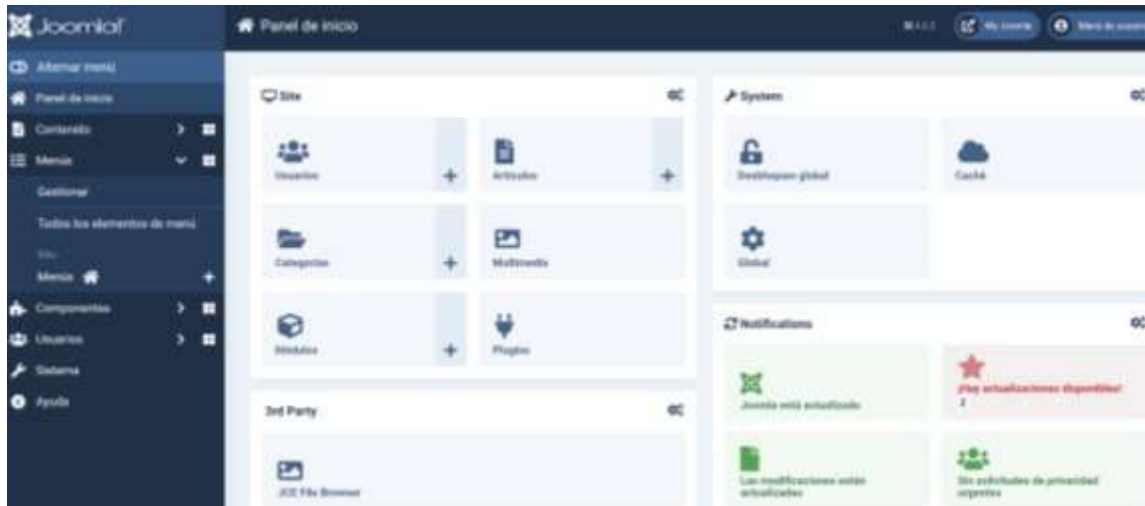 Joomla!
Panel de inicio
Alternar menú
Panel de inicio
Contenido
Menús
Gestionar
Todos los elementos de menú
Menús
Componentes
Usuarios
Sistema
Ayuda
Site
Usuarios
Artículos
Categorías
Multimedia
Módulos
Plugins
3rd Party
JCE File Browser
System
Desbloqueo global
Caché
Global
Notifications
Joomla está actualizado
¡Hay actualizaciones disponibles!
2
Las modificaciones están
actualizadas
Sin solicitudes de privacidad
urgentes